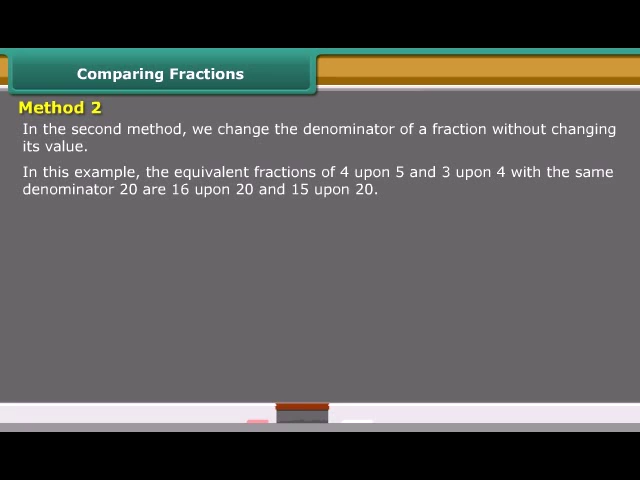 Comparing Fractions
Method 2
In the second method, we change the denominator of a fraction without changing
its value.
In this example, the equivalent fractions of 4 upon 5 and 3 upon 4 with the same
denominator 20 are 16 upon 20 and 15 upon 20.